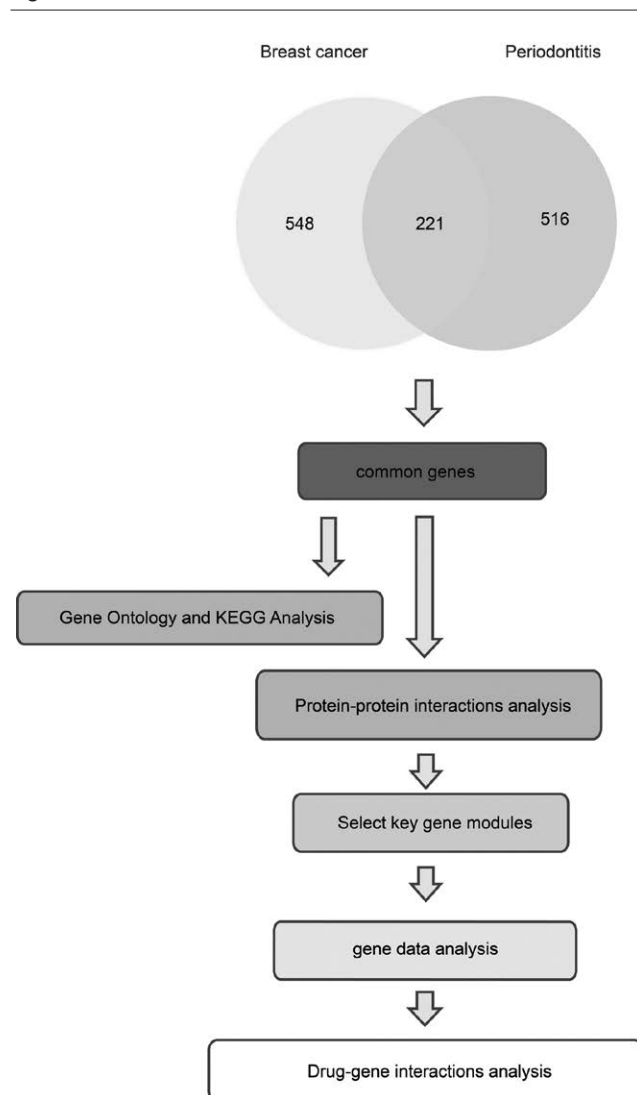 Breast cancer
Periodontitis
548
221
516
common genes
Gene Ontology and KEGG Analysis
Protein-protein interactions analysis
Select key gene modules
gene data analysis
Drug-gene interactions analysis